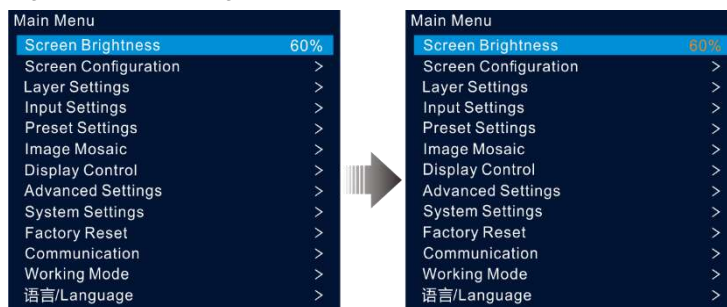 Main Menu
Screen Brightness 60%
Screen Configuration >
Layer Settings >
Input Settings >
Preset Settings >
Image Mosaic >
Display Control >
Advanced Settings >
System Settings >
Factory Reset >
Communication >
Working Mode >
语言/Language >
Main Menu
Screen Brightness 60%
Screen Configuration >
Layer Settings >
Input Settings >
Preset Settings >
Image Mosaic >
Display Control >
Advanced Settings >
System Settings >
Factory Reset >
Communication >
Working Mode >
语言/Language >